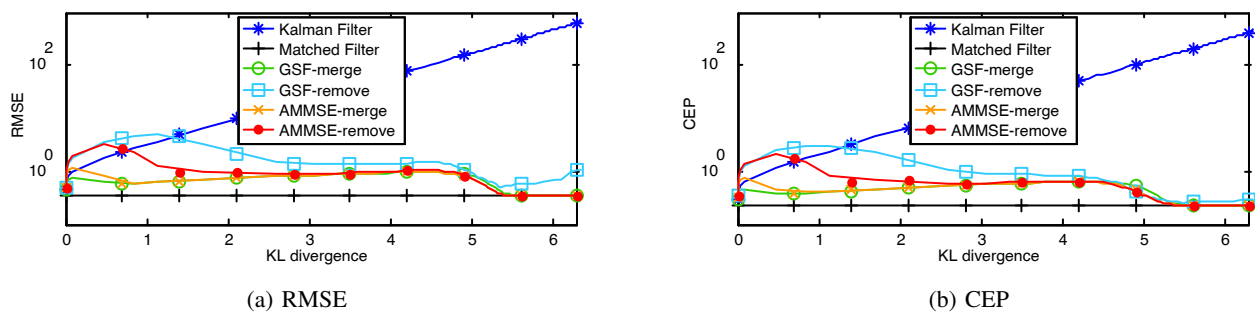 RMSE
10^2
10^0
Kalman Filter
Matched Filter
GSF-merge
GSF-remove
AMMSE-merge
AMMSE-remove
0 1 2 3 4 5 6
KL divergence
(a) RMSE
CEP
10^2
10^0
Kalman Filter
Matched Filter
GSF-merge
GSF-remove
AMMSE-merge
AMMSE-remove
0 1 2 3 4 5 6
KL divergence
(b) CEP